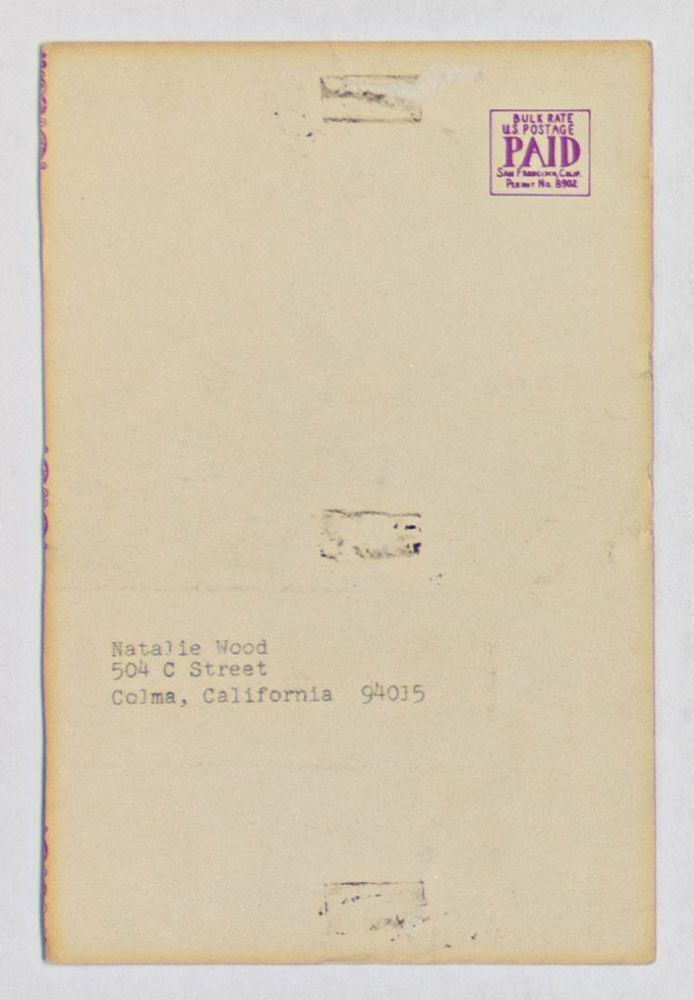 BULK RATE
U.S. POSTAGE
PAID
SAN FRANCISCO, CALIF.
PERMIT No. 8902
Natalie Wood
504 C Street
Colma, California 94015